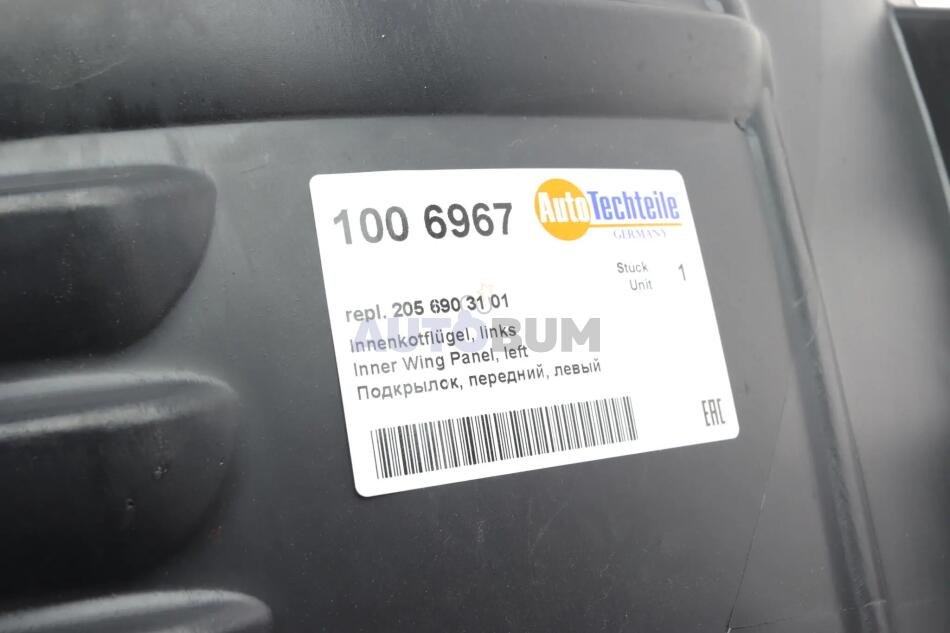 100 6967
AutoTechteile
GERMANY
Stuck
Unit
1
repl. 205 690 31 01
Innenkotflügel, links
Inner Wing Panel, left
Подкрылок, передний, левый
EAC
AUTOBUM